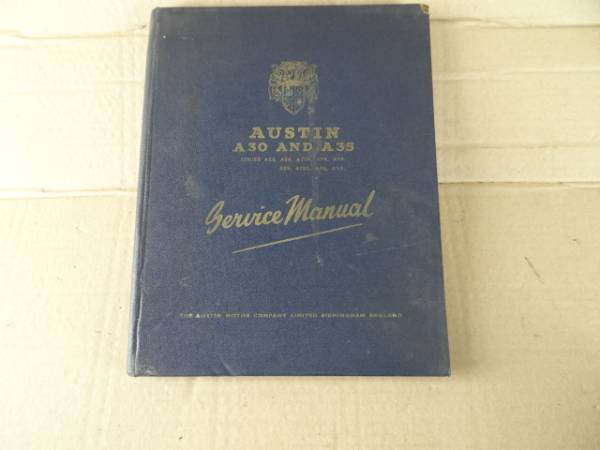 AUSTIN
A30 AND A35
Service Manual
THE AUSTIN MOTOR COMPANY LIMITED BIRMINGHAM ENGLAND